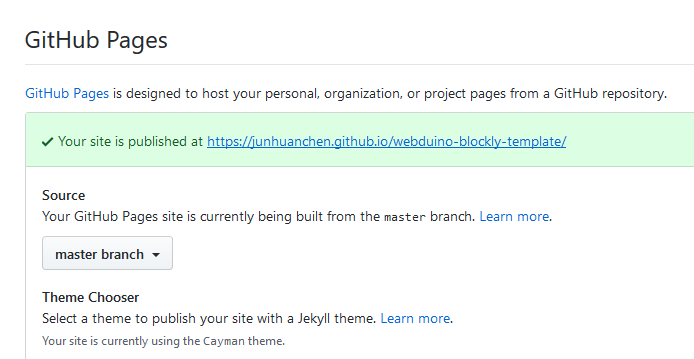 GitHub Pages
GitHub Pages is designed to host your personal, organization, or project pages from a GitHub repository.
✓ Your site is published at https://junhuanchen.github.io/webduino-blockly-template/
Source
Your GitHub Pages site is currently being built from the master branch. Learn more.
master branch
Theme Chooser
Select a theme to publish your site with a Jekyll theme. Learn more.
Your site is currently using the Cayman theme.